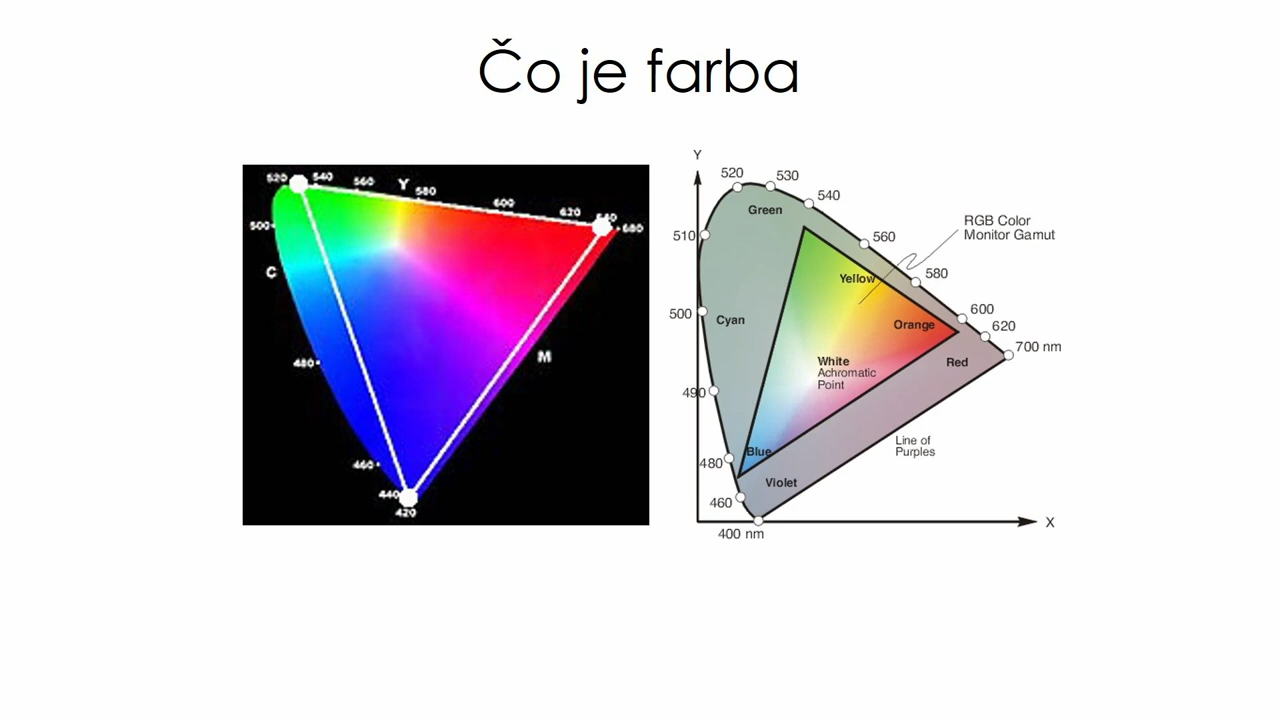 Čo je farba
520
540
560
Y
580
600
620
640
680
500
C
480
M
460
440
420
Y
520
530
540
Green
510
560
RGB Color
Monitor Gamut
Yellow
580
500
Cyan
600
Orange
620
700 nm
White
Achromatic
Point
Red
490
Line of
Purples
Blue
480
Violet
460
X
400 nm